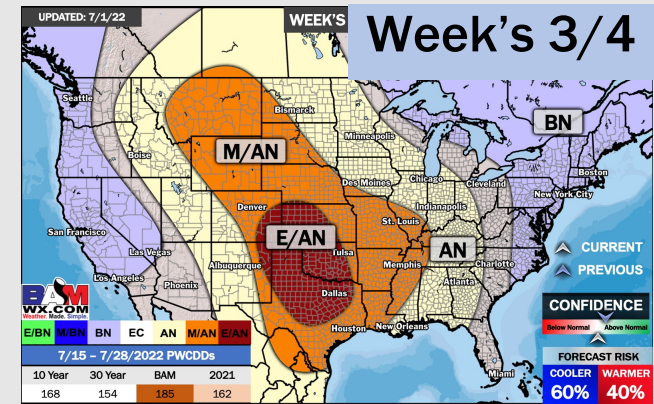 UPDATED: 7/1/22
WEEK'S
Week's 3/4
Seattle
Bismarck
Minneapolis
BN
M/AN
Boise
Boston
Des Moines
Chicago
Cleveland
New York City
Denver
Indianapolis
St. Louis
San Francisco
E/AN
AN
CURRENT
Las Vegas
Tulsa
Albuquerque
Memphis
Charlotte
PREVIOUS
Los Angeles
Phoenix
Dallas
Atlanta
BAM
WX.COM
Weather. Made. Simple.
CONFIDENCE
Houston
New Orleans
Below Normal
Above Normal
E/BN M/BN BN EC AN M/AN E/AN
7/15 – 7/28/2022 PWCDDs
FORECAST RISK
10 Year 30 Year BAM 2021
Miami
COOLER WARMER
168 154 185 162
60% 40%